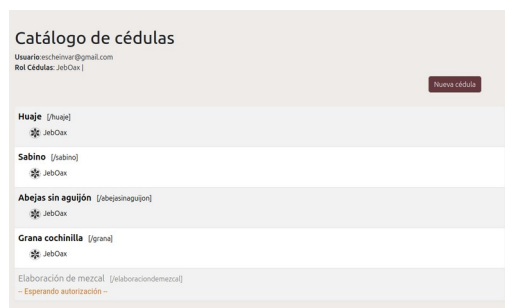 Catálogo de cédulas
Usuario:escheinvar@gmail.com
Rol Cédulas: JebOax |
Nueva cédula
Huaje [/huaje]
JebOax
Sabino [/sabino]
JebOax
Abejas sin aguijón [/abejasinaguijon]
JebOax
Grana cochinilla [/grana]
JebOax
Elaboración de mezcal [/elaboraciondemezcal]
-- Esperando autorización --